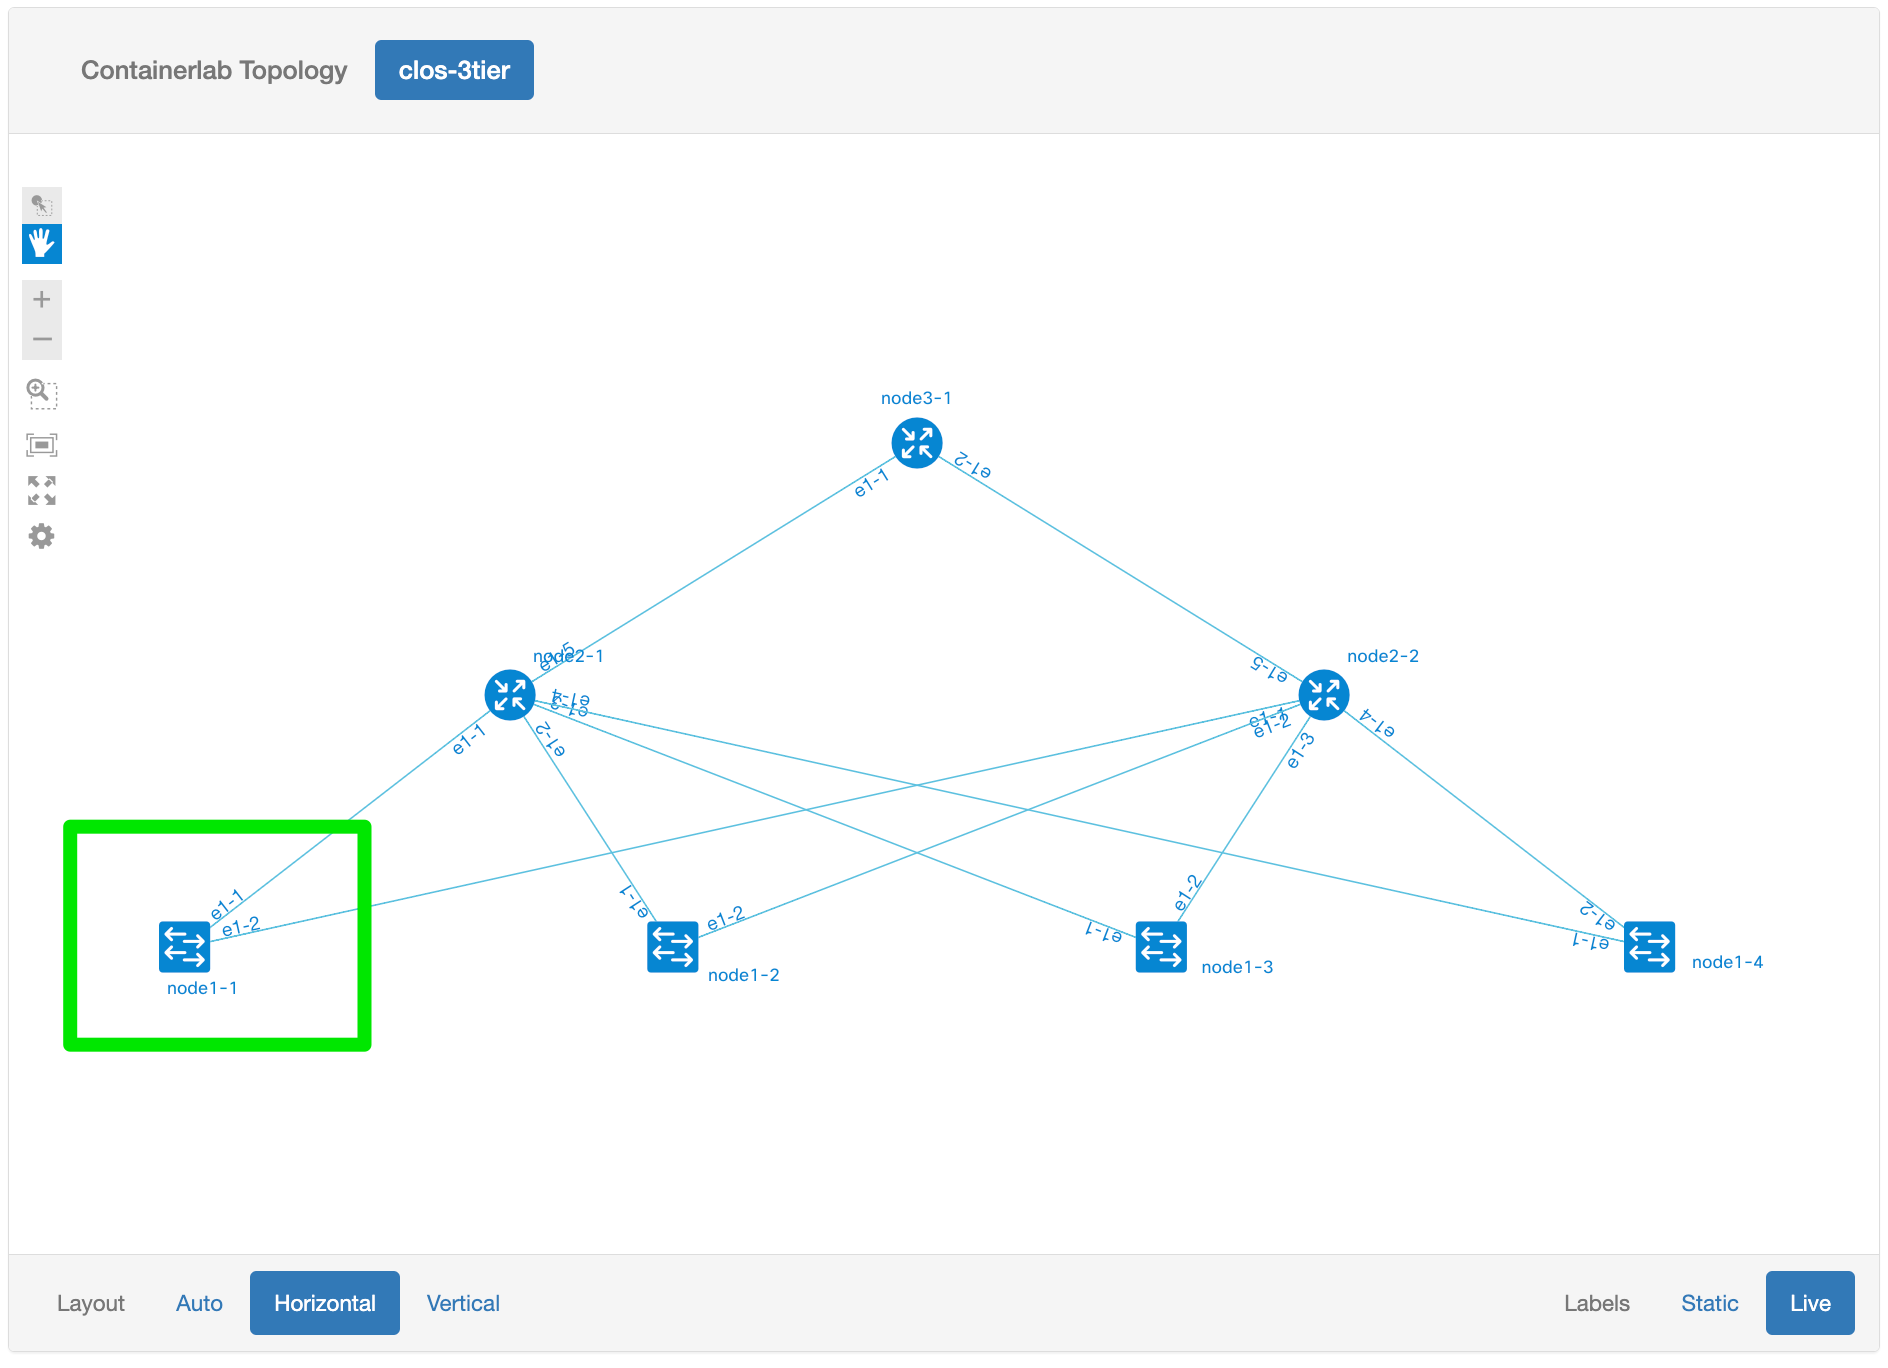 Containerlab Topology clos-3tier
node3-1
e1-1
e1-2
node2-1
e1-5
e1-4
e1-3
e1-1
e1-2
node2-2
e1-5
e1-1
e1-2
e1-3
e1-4
e1-1
e1-2
node1-1
e1-1
e1-2
node1-2
e1-1
e1-2
node1-3
e1-2
e1-1
node1-4
Layout Auto Horizontal Vertical Labels Static Live